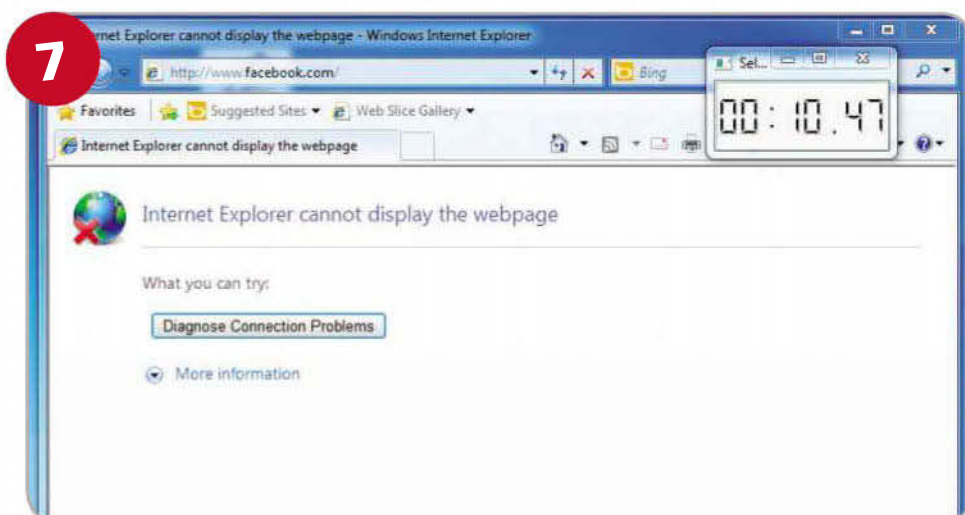 7
ernet Explorer cannot display the webpage - Windows Internet Explorer
http://www.facebook.com/
Bing
Sel...
00:10.47
Favorites
Suggested Sites
Web Slice Gallery
Internet Explorer cannot display the webpage
Internet Explorer cannot display the webpage
What you can try:
Diagnose Connection Problems
More information